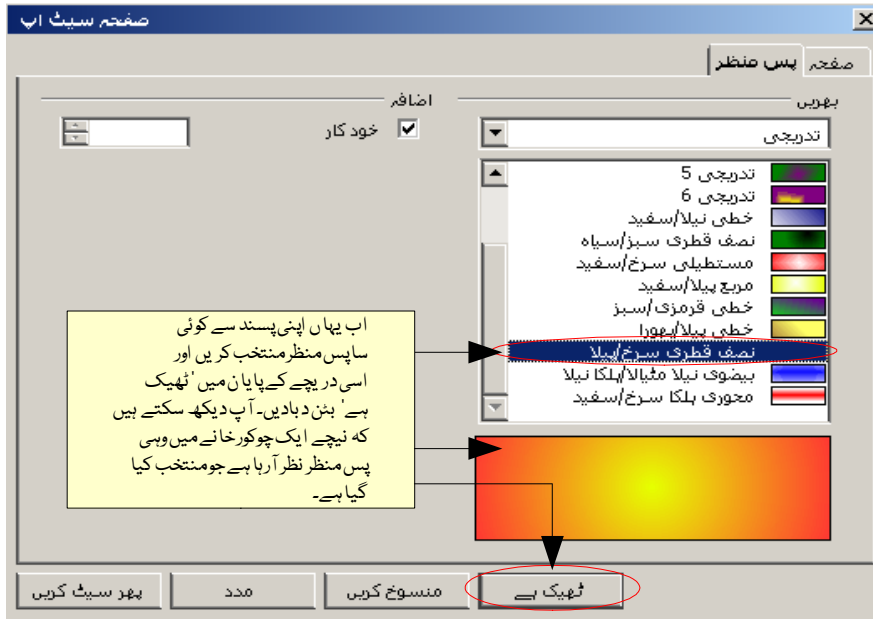 صفحہ سیٹ اپ
صفحہ
پس منظر
بھریں
تدریجی
تدریجی 5
تدریجی 6
خطی نیلا/سفید
نصف قطری سبز/سیاہ
مستطیلی سرخ/سفید
مربع پیلا/سفید
خطی قرمزی/سبز
خطی پیلا/بھورا
نصف قطری سرخ/پیلا
بیضوی نیلا مٹیالا/ہلکا نیلا
محوری ہلکا سرخ/سفید
اضافہ
خود کار
اب یہاں اپنی پسند سے کوئی
ساپس منظر منتخب کریں اور
اسی دریچے کے پایان میں 'ٹھیک
ہے' بٹن دبادیں۔ آپ دیکھ سکتے ہیں
کہ نیچے ایک چوکور خانے میں وہی
پس منظر نظر آرہا ہے جو منتخب کیا
گیا ہے۔
ٹھیک ہے
منسوخ کریں
مدد
پھر سیٹ کریں